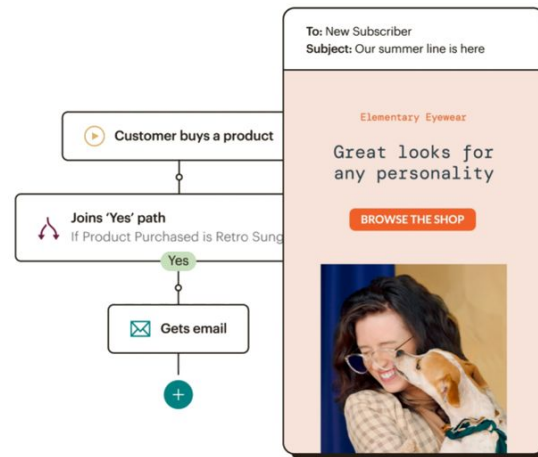 Customer buys a product
Joins ‘Yes’ path
If Product Purchased is Retro Sung
Yes
Gets email
To: New Subscriber
Subject: Our summer line is here
Elementary Eyewear
Great looks for
any personality
BROWSE THE SHOP